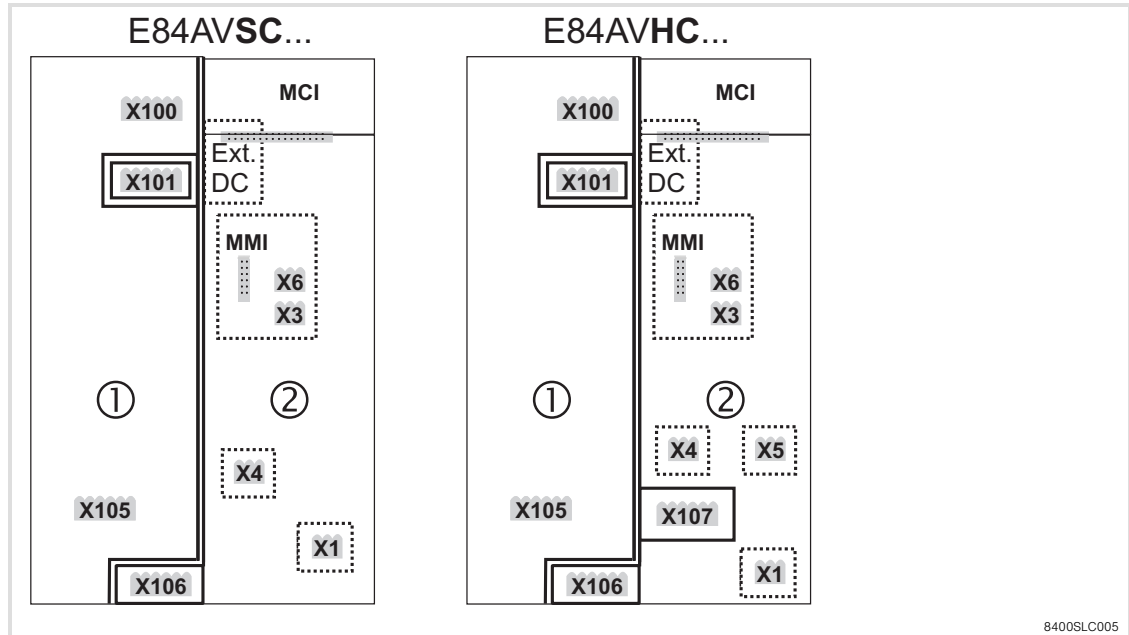 E84AVSC...
MCI
X100
Ext.
DC
X101
MMI
X6
X3
①
②
X4
X105
X1
X106
E84AVHC...
MCI
X100
Ext.
DC
X101
MMI
X6
X3
①
②
X4
X5
X105
X107
X1
X106
8400SLC005